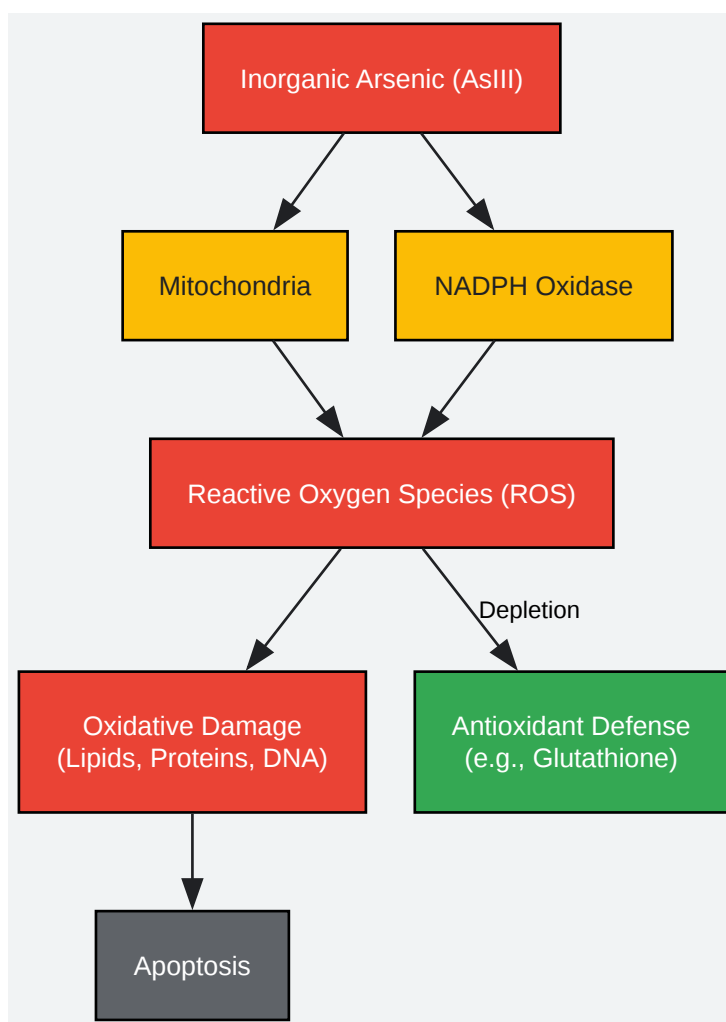 Inorganic Arsenic (AsIII)
Mitochondria
NADPH Oxidase
Reactive Oxygen Species (ROS)
Depletion
Oxidative Damage
(Lipids, Proteins, DNA)
Antioxidant Defense
(e.g., Glutathione)
Apoptosis